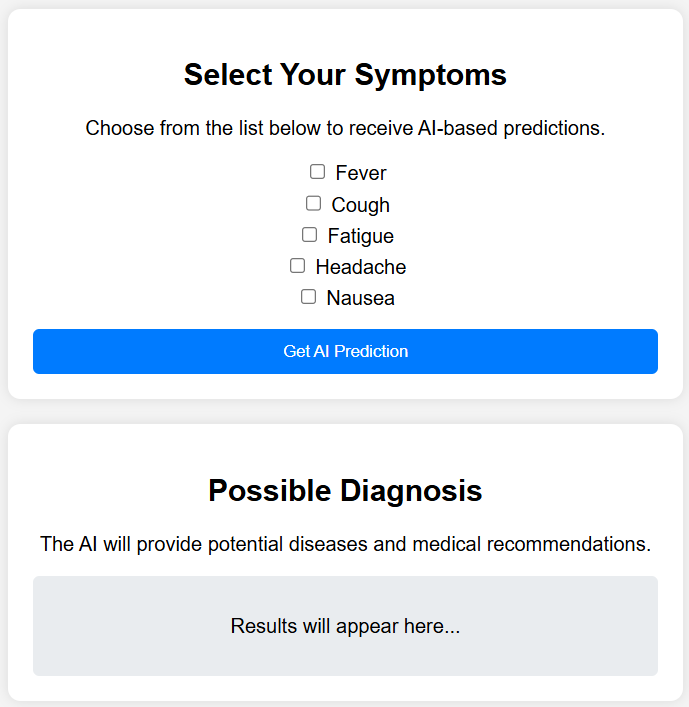 Select Your Symptoms
Choose from the list below to receive AI-based predictions.
Fever
Cough
Fatigue
Headache
Nausea
Get AI Prediction
Possible Diagnosis
The AI will provide potential diseases and medical recommendations.
Results will appear here...